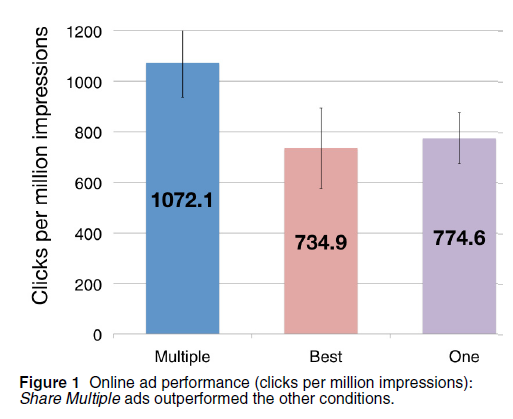 Clicks per million impressions
1200
1000
800
600
400
200
0
1072.1
734.9
774.6
Multiple
Best
One
Figure 1 Online ad performance (clicks per million impressions):
Share Multiple ads outperformed the other conditions.